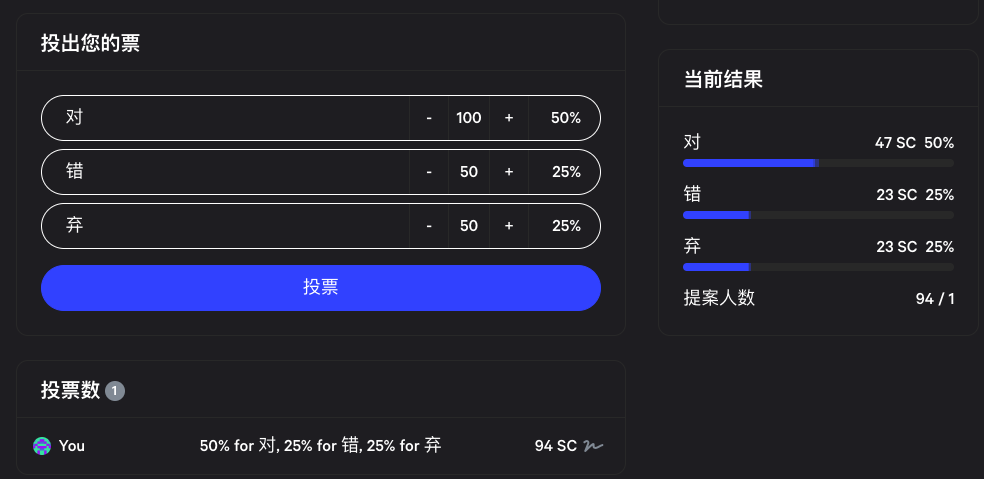 投出您的票
对 - 100 + 50%
错 - 50 + 25%
弃 - 50 + 25%
投票
投票数 1
You 50% for 对, 25% for 错, 25% for 弃 94 SC
当前结果
对 47 SC 50%
错 23 SC 25%
弃 23 SC 25%
提案人数 94 / 1